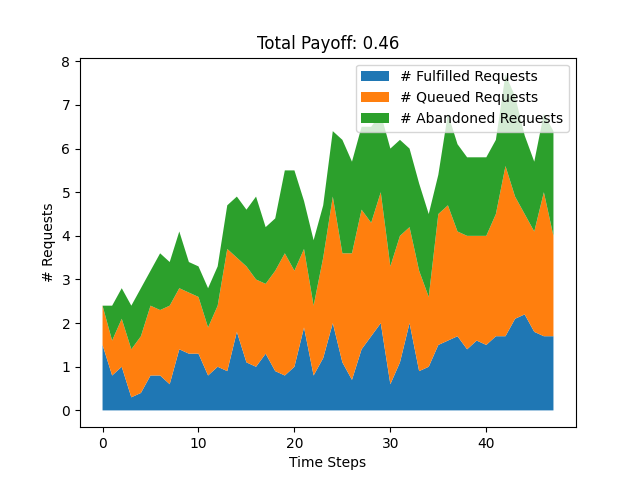 Total Payoff: 0.46
# Fulfilled Requests
# Queued Requests
# Abandoned Requests
8
7
6
5
4
3
2
1
0
# Requests
0 10 20 30 40
Time Steps